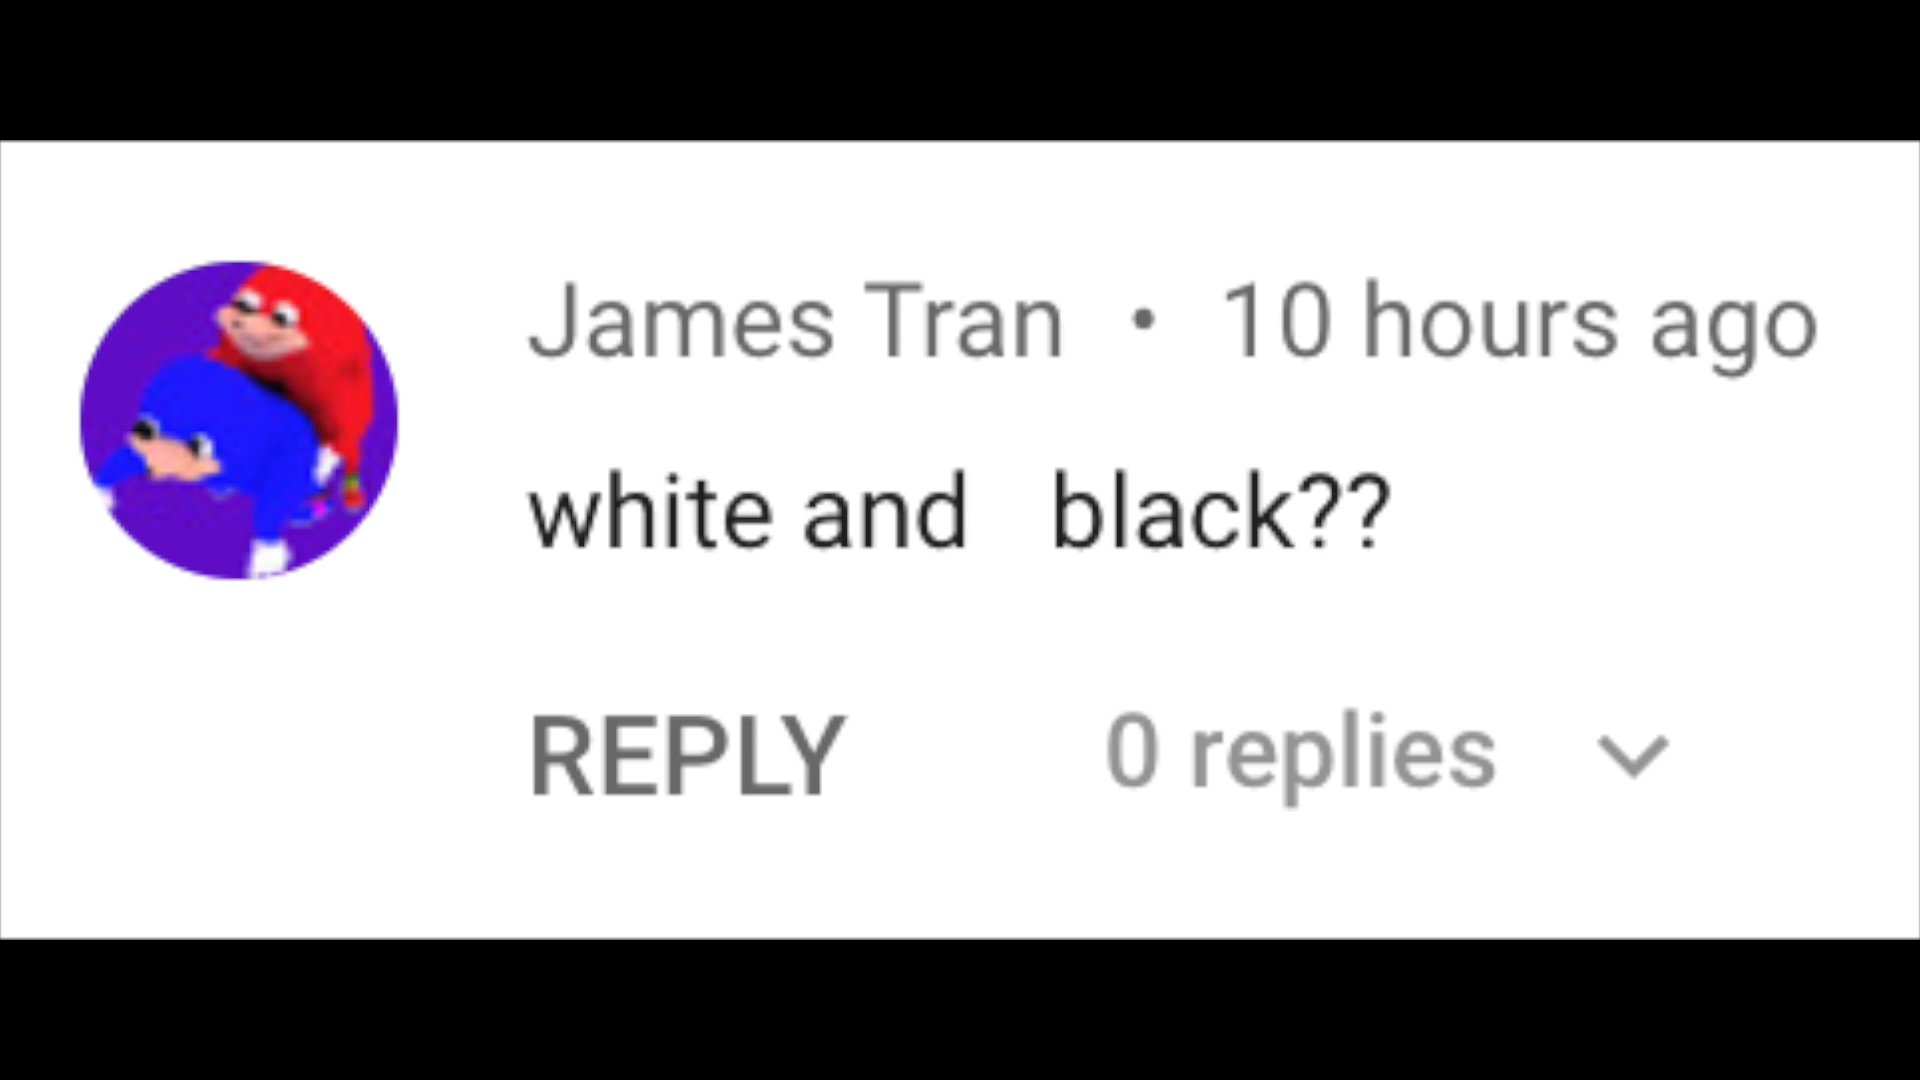 James Tran • 10 hours ago
white and   black??
REPLY 0 replies